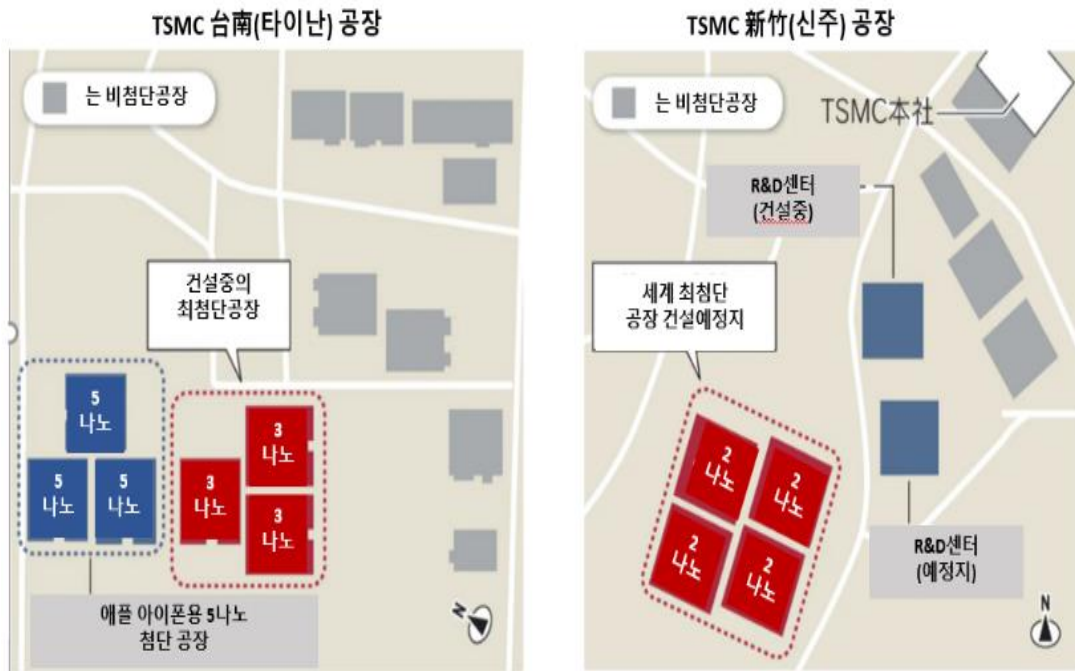 TSMC 台南(타이난) 공장
는 비첨단공장
건설중의
최첨단공장
5
나노
5
나노
5
나노
3
나노
3
나노
3
나노
애플 아이폰용 5나노
첨단 공장
N
TSMC 新竹(신주) 공장
는 비첨단공장
TSMC本社
R&D센터
(건설중)
세계 최첨단
공장 건설예정지
2
나노
2
나노
2
나노
2
나노
R&D센터
(예정지)
N